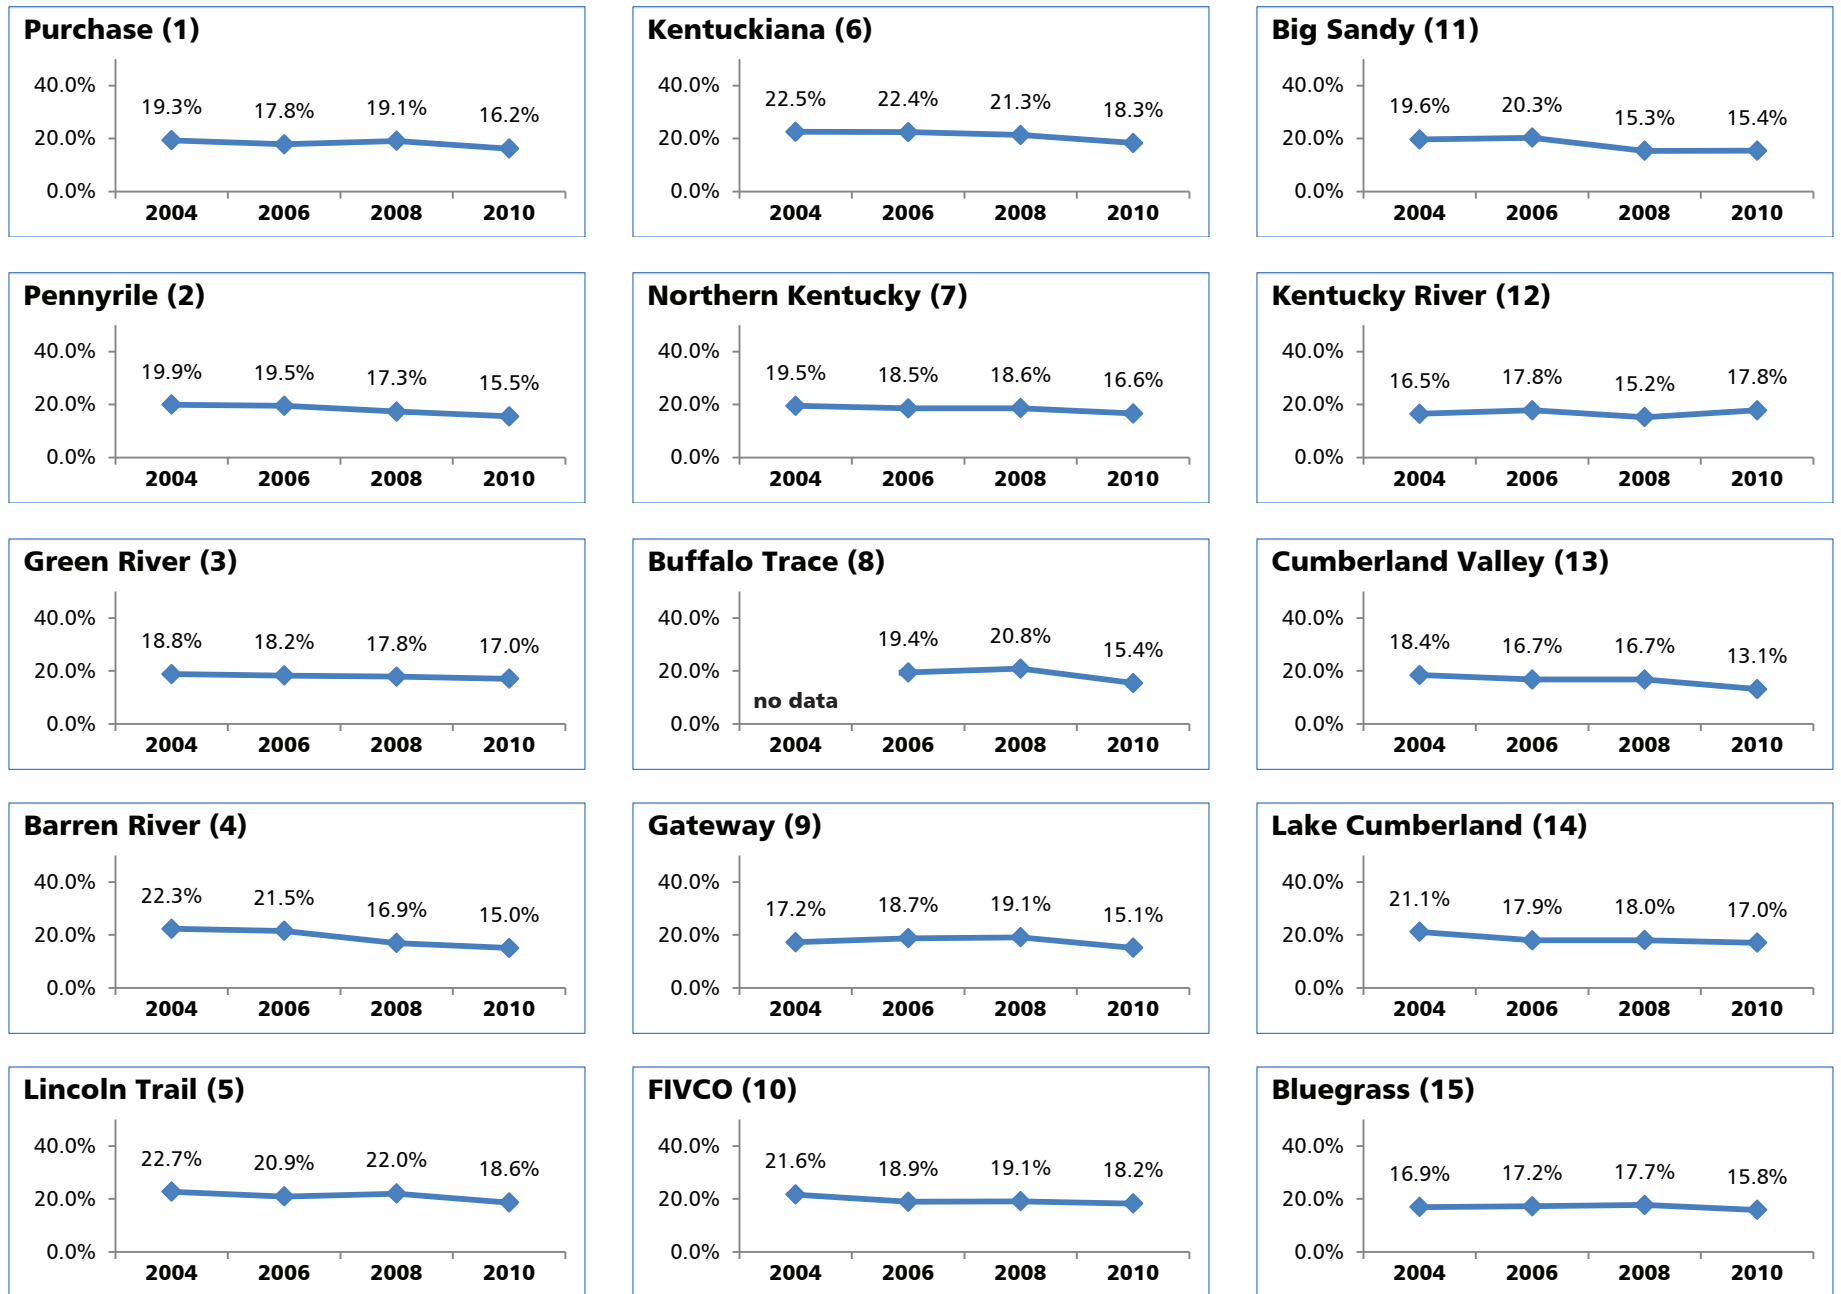 Purchase (1)
40.0%
20.0%
0.0%
19.3% 17.8% 19.1% 16.2%
2004 2006 2008 2010
Kentuckiana (6)
40.0%
20.0%
0.0%
22.5% 22.4% 21.3% 18.3%
2004 2006 2008 2010
Big Sandy (11)
40.0%
20.0%
0.0%
19.6% 20.3% 15.3% 15.4%
2004 2006 2008 2010
Pennyrile (2)
40.0%
20.0%
0.0%
19.9% 19.5% 17.3% 15.5%
2004 2006 2008 2010
Northern Kentucky (7)
40.0%
20.0%
0.0%
19.5% 18.5% 18.6% 16.6%
2004 2006 2008 2010
Kentucky River (12)
40.0%
20.0%
0.0%
16.5% 17.8% 15.2% 17.8%
2004 2006 2008 2010
Green River (3)
40.0%
20.0%
0.0%
18.8% 18.2% 17.8% 17.0%
2004 2006 2008 2010
Buffalo Trace (8)
40.0%
20.0%
0.0%
19.4% 20.8% 15.4%
no data
2004 2006 2008 2010
Cumberland Valley (13)
40.0%
20.0%
0.0%
18.4% 16.7% 16.7% 13.1%
2004 2006 2008 2010
Barren River (4)
40.0%
20.0%
0.0%
22.3% 21.5% 16.9% 15.0%
2004 2006 2008 2010
Gateway (9)
40.0%
20.0%
0.0%
17.2% 18.7% 19.1% 15.1%
2004 2006 2008 2010
Lake Cumberland (14)
40.0%
20.0%
0.0%
21.1% 17.9% 18.0% 17.0%
2004 2006 2008 2010
Lincoln Trail (5)
40.0%
20.0%
0.0%
22.7% 20.9% 22.0% 18.6%
2004 2006 2008 2010
FIVCO (10)
40.0%
20.0%
0.0%
21.6% 18.9% 19.1% 18.2%
2004 2006 2008 2010
Bluegrass (15)
40.0%
20.0%
0.0%
16.9% 17.2% 17.7% 15.8%
2004 2006 2008 2010